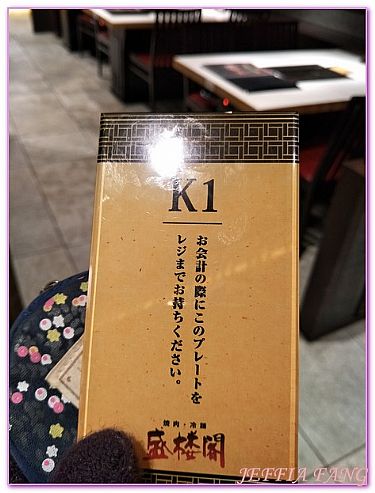 K1
お会計の際にこのプレートを
レジまでお持ちください。
焼肉・冷麺
盛楼閣
JEFFIA FANG